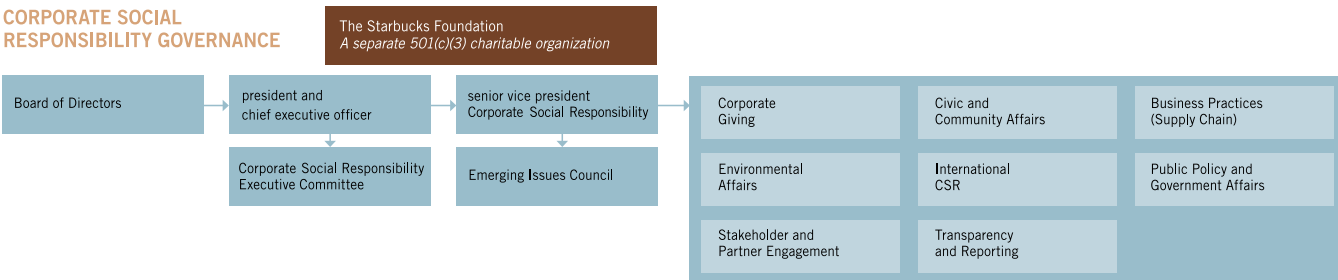 CORPORATE SOCIAL
RESPONSIBILITY GOVERNANCE
The Starbucks Foundation
A separate 501(c)(3) charitable organization
Board of Directors
president and
chief executive officer
senior vice president
Corporate Social Responsibility
Corporate Social Responsibility
Executive Committee
Emerging Issues Council
Corporate
Giving
Civic and
Community Affairs
Business Practices
(Supply Chain)
Environmental
Affairs
International
CSR
Public Policy and
Government Affairs
Stakeholder and
Partner Engagement
Transparency
and Reporting